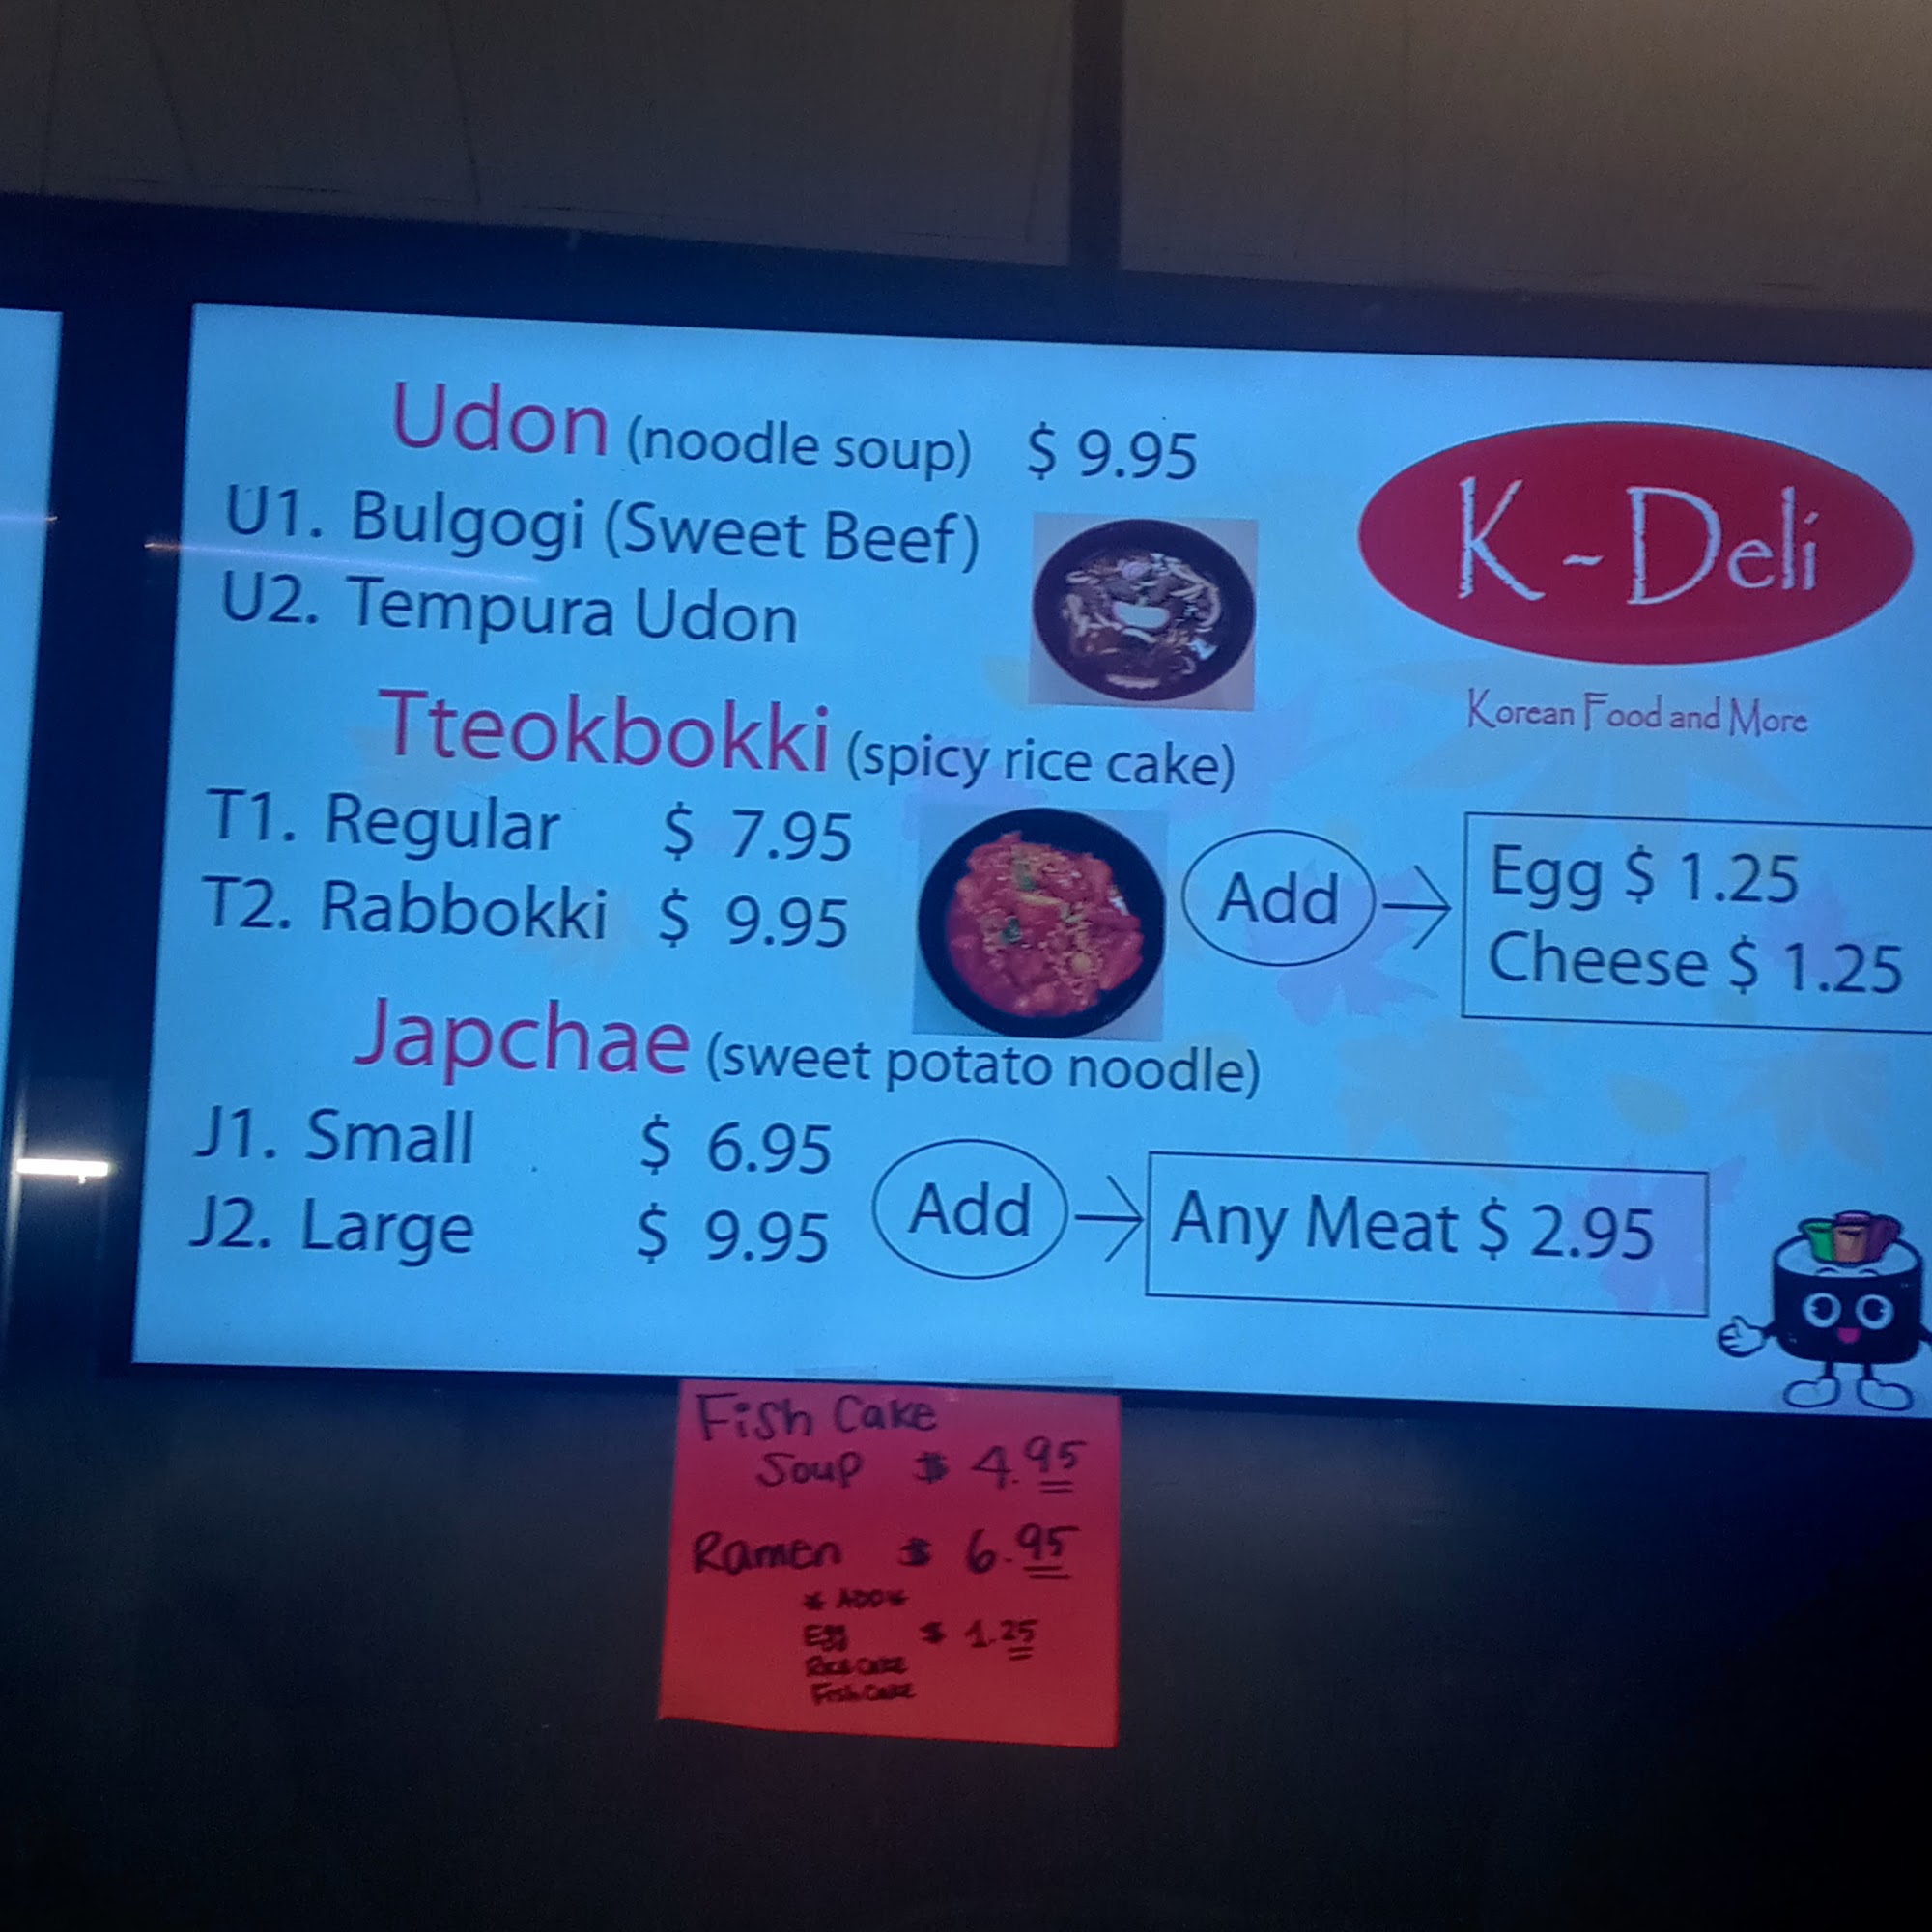 Udon (noodle soup) $ 9.95
U1. Bulgogi (Sweet Beef)
U2. Tempura Udon
K - Deli
Korean Food and More
Tteokbokki (spicy rice cake)
T1. Regular $ 7.95
T2. Rabbokki $ 9.95
Add
Egg $ 1.25
Cheese $ 1.25
Japchae (sweet potato noodle)
J1. Small $ 6.95
J2. Large $ 9.95
Add
Any Meat $ 2.95
Fish Cake
Soup $ 4.95
Ramen $ 6.95
* ADD *
Egg $ 1.25
Rice cake
Fish cake